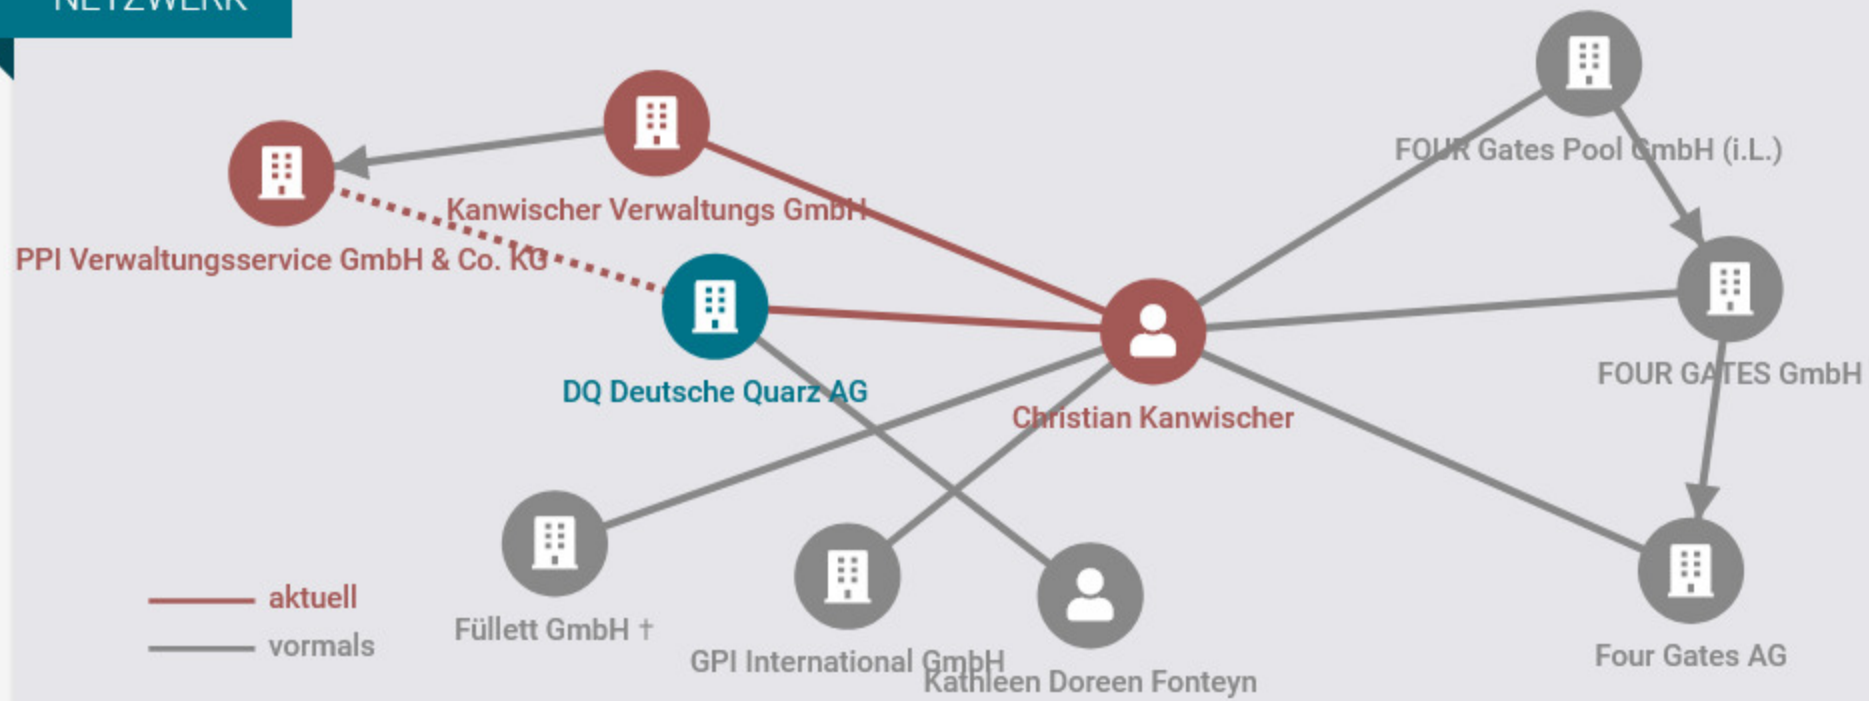 NETZWERK
FOUR Gates Pool GmbH (i.L.)
Kanwischer Verwaltungs GmbH
PPI Verwaltungsservice GmbH & Co. KG
FOUR GATES GmbH
DQ Deutsche Quarz AG
Christian Kanwischer
aktuell
Füllett GmbH †
vormals
GPI International GmbH
Four Gates AG
Kathleen Doreen Fonteyn